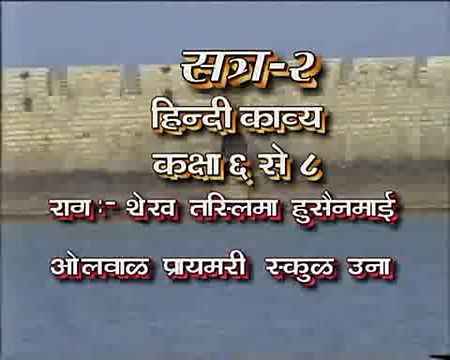 सत्र-२
हिन्दी काव्य
कक्षा ६ से ८
राग :- थेख तस्लिमा हुसैनमाई
ओलवाळ प्रायमरी स्कुळ उना